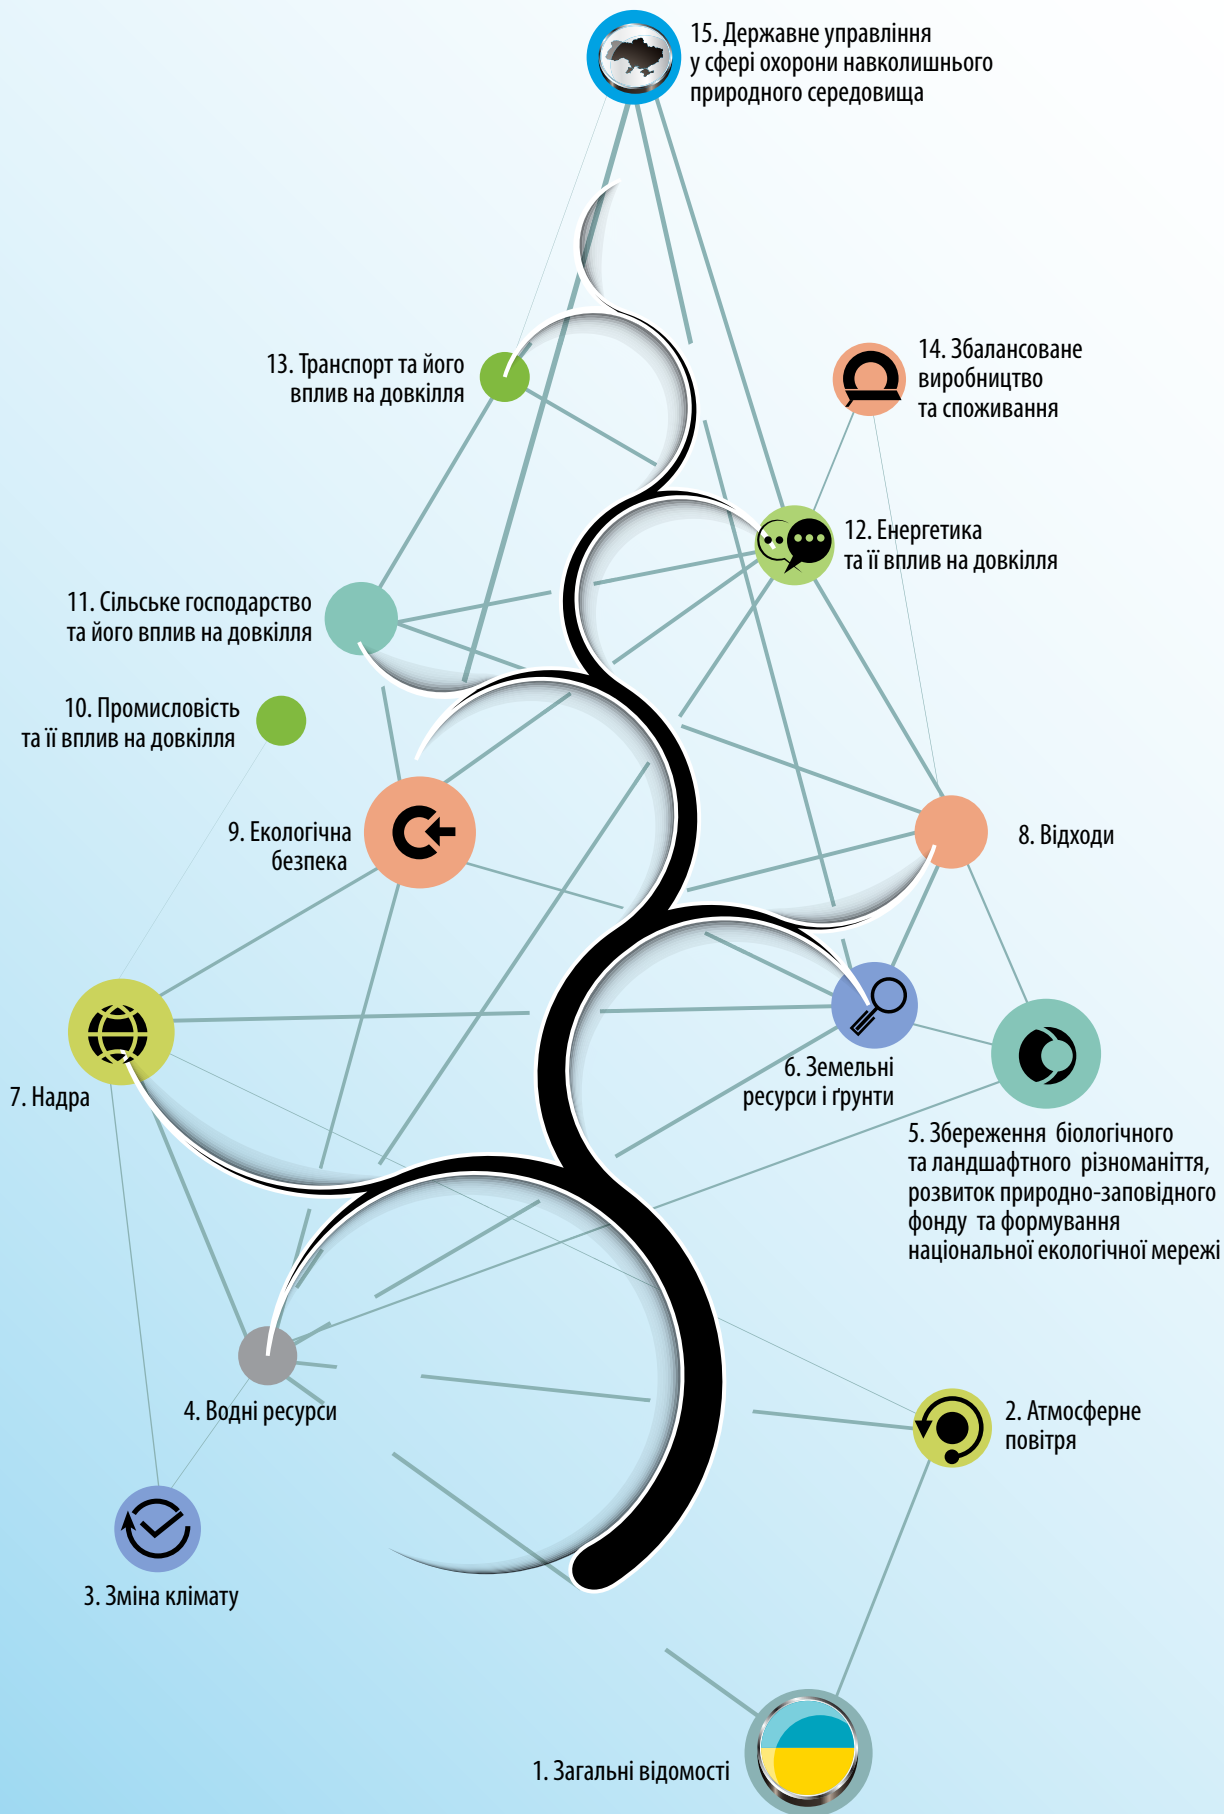 15. Державне управління
у сфері охорони навколишнього
природного середовища
13. Транспорт та його
вплив на довкілля
14. Збалансоване
виробництво
та споживання
12. Енергетика
та її вплив на довкілля
11. Сільське господарство
та його вплив на довкілля
10. Промисловість
та її вплив на довкілля
9. Екологічна
безпека
8. Відходи
7. Надра
6. Земельні
ресурси і ґрунти
5. Збереження біологічного
та ландшафтного різноманіття,
розвиток природно-заповідного
фонду та формування
національної екологічної мережі
4. Водні ресурси
2. Атмосферне
повітря
3. Зміна клімату
1. Загальні відомості